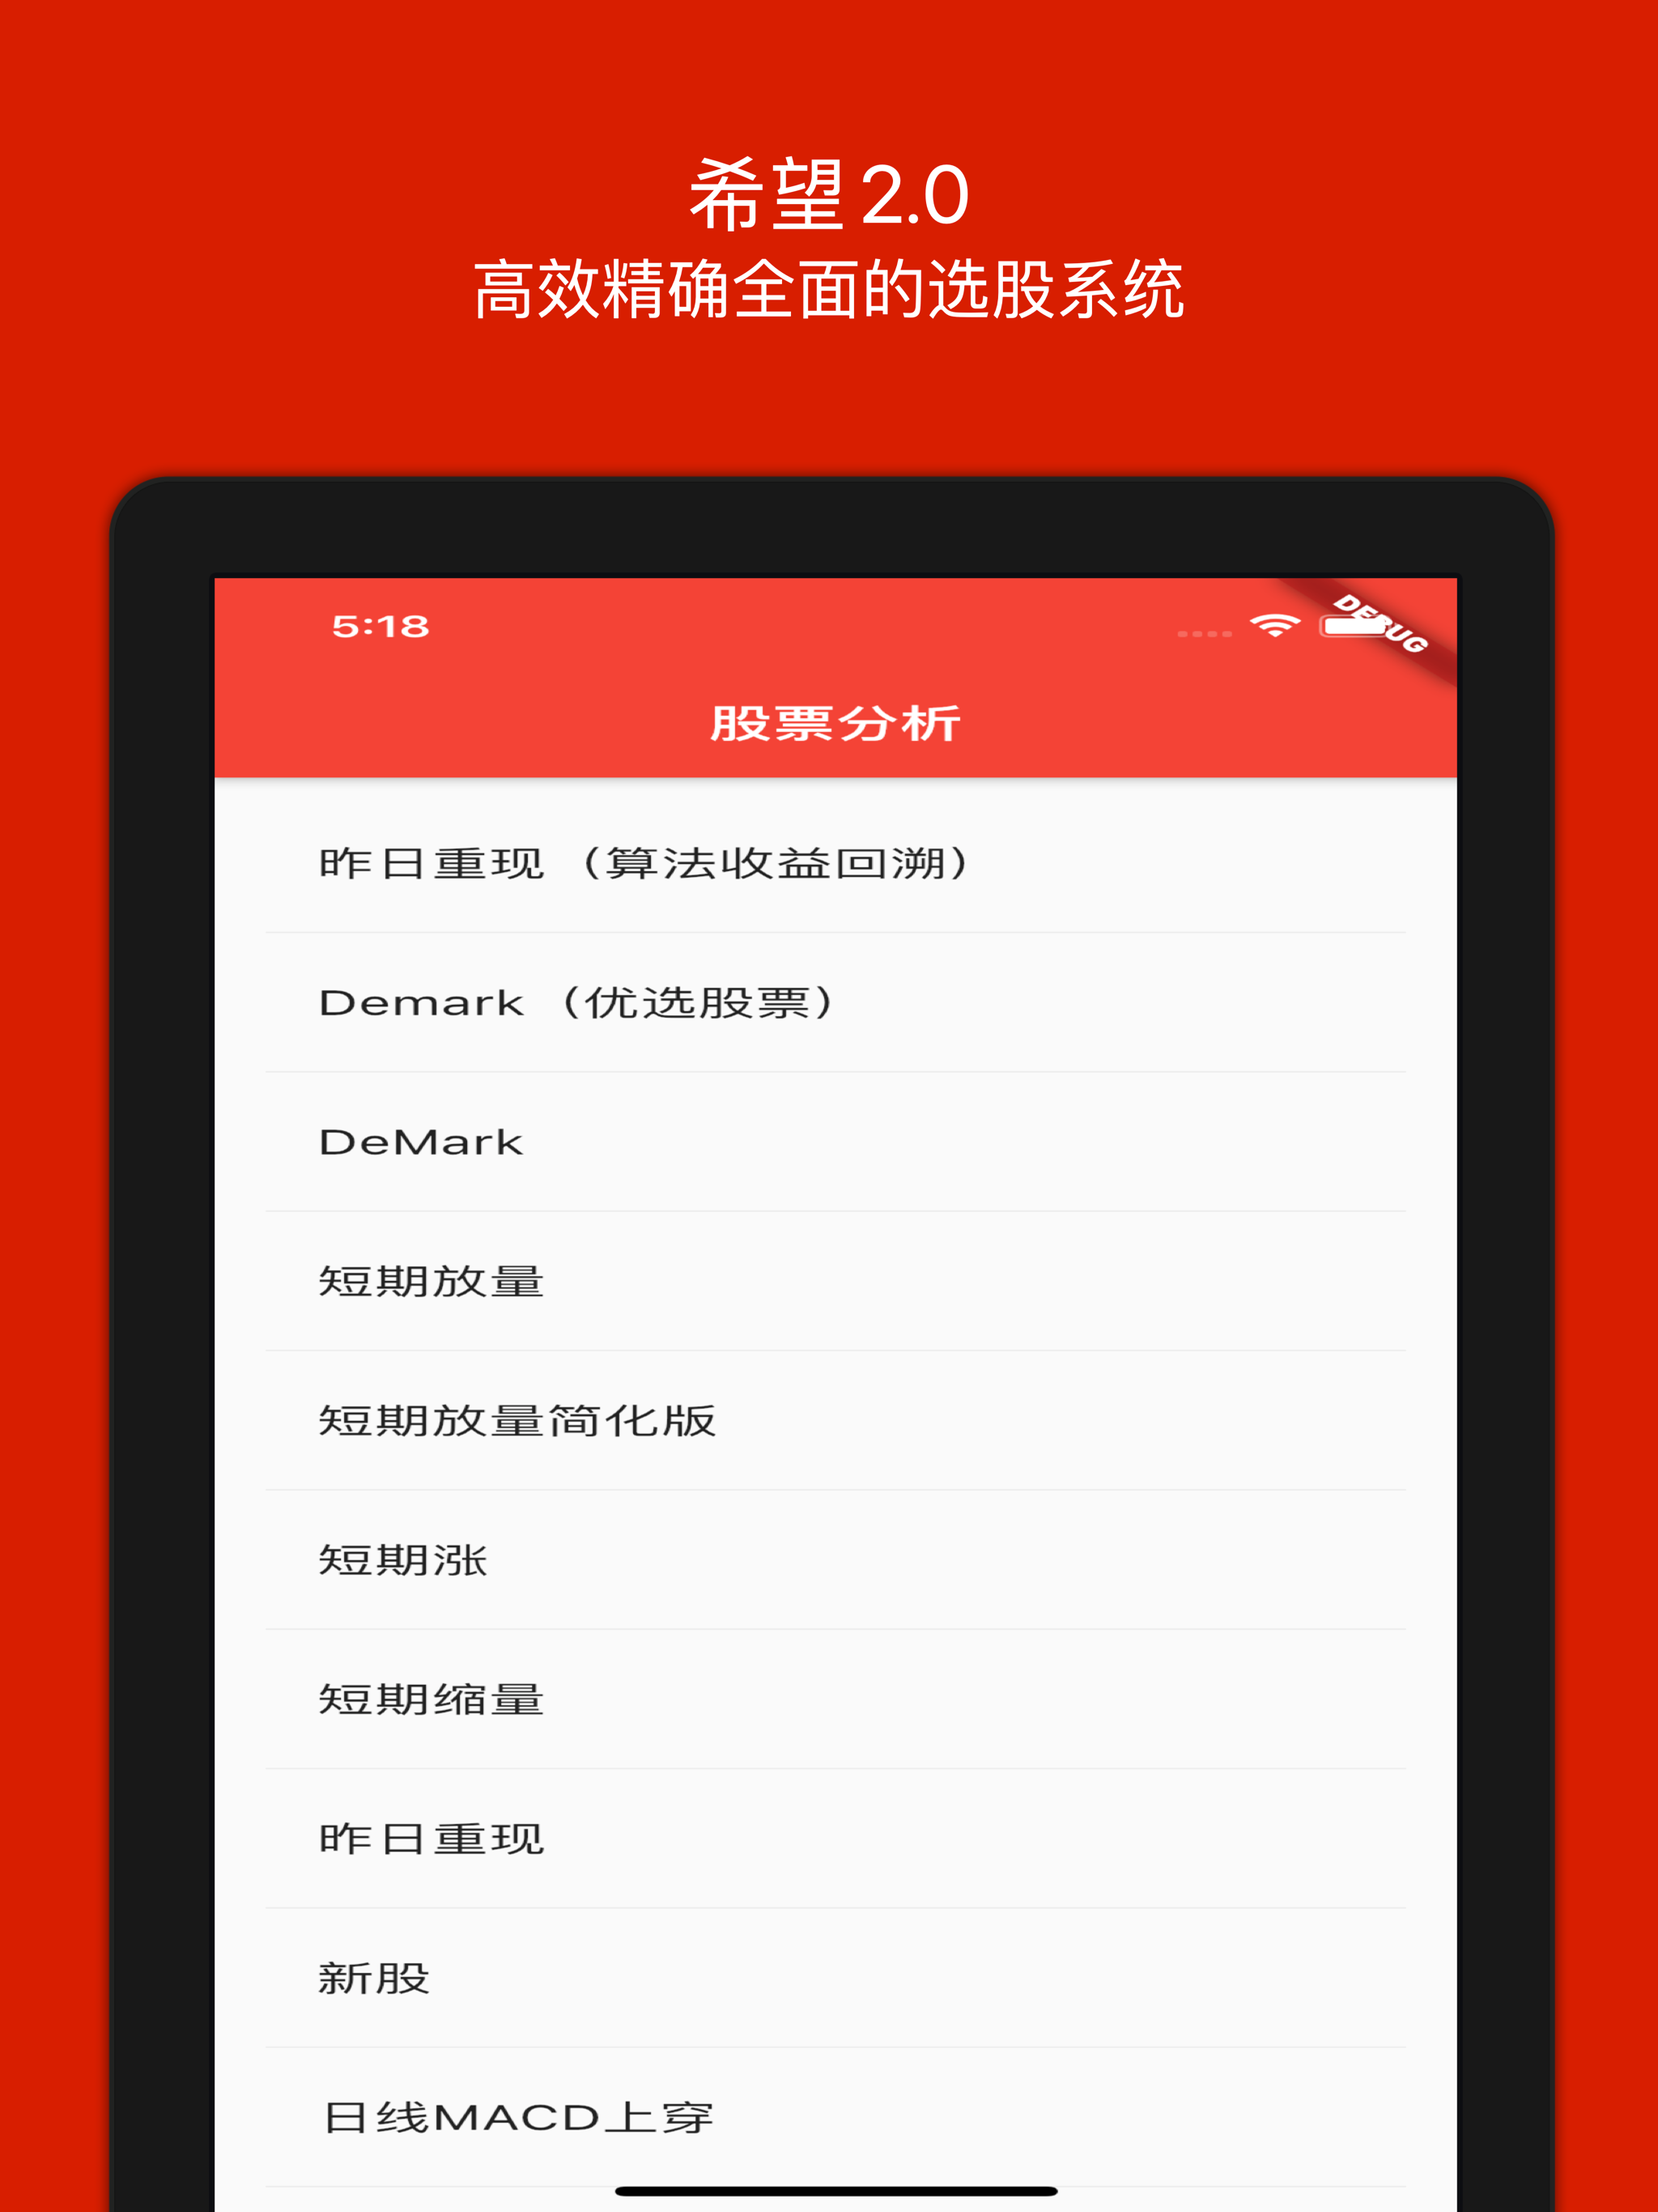 希望2.0
高效精确全面的选股系统
5:18
DEBUG
股票分析
昨日重现（算法收益回溯）
Demark（优选股票）
DeMark
短期放量
短期放量简化版
短期涨
短期缩量
昨日重现
新股
日线MACD上穿